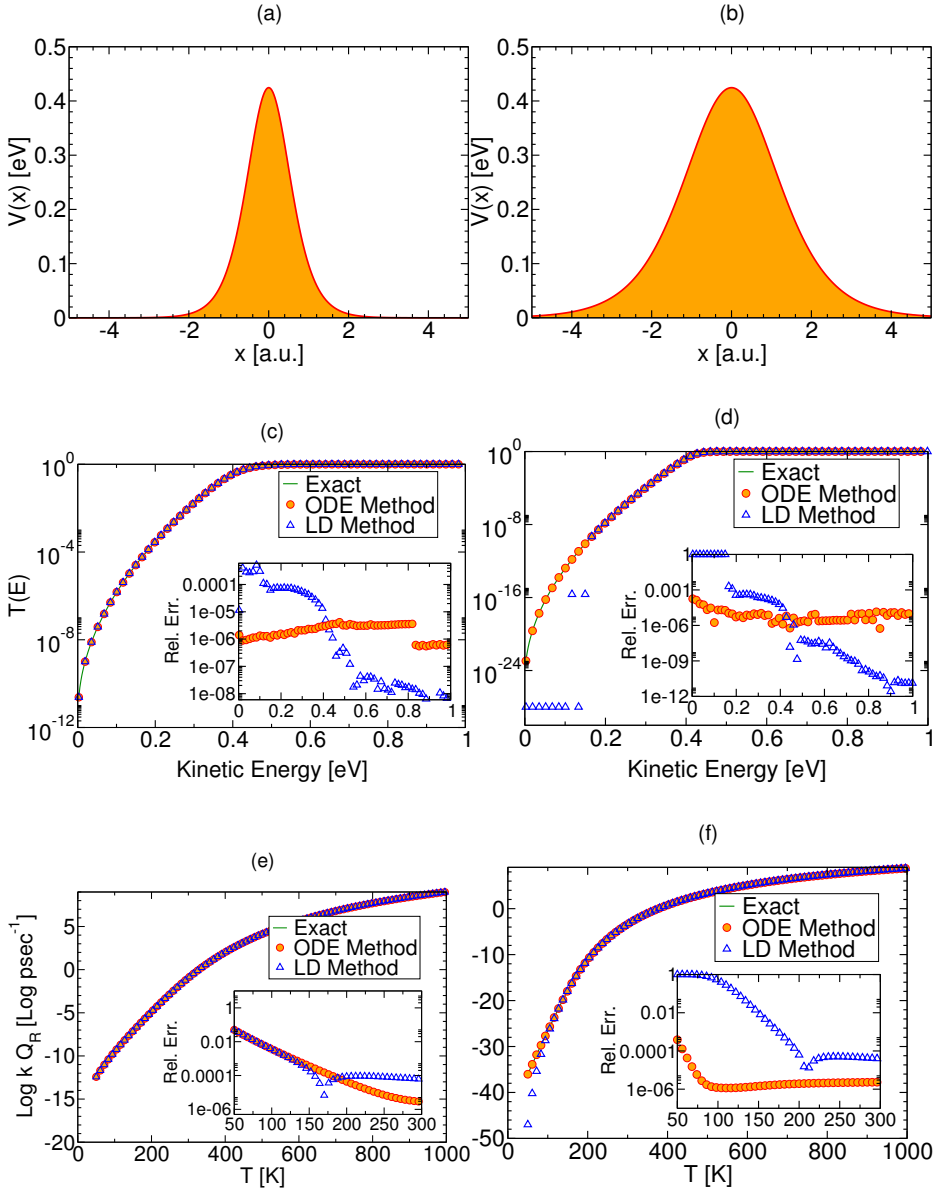 (a)
V(x) [eV]
0.5
0.4
0.3
0.2
0.1
0
-4 -2 0 2 4
x [a.u.]
(b)
V(x) [eV]
0.5
0.4
0.3
0.2
0.1
0
-4 -2 0 2 4
x [a.u.]
(c)
T(E)
10^0
10^-4
10^-8
10^-12
0 0.2 0.4 0.6 0.8 1
Kinetic Energy [eV]
Exact
ODE Method
LD Method
Rel. Err.
0.0001
1e-05
1e-06
1e-07
1e-08
0 0.2 0.4 0.6 0.8 1
(d)
10^0
10^-8
10^-16
10^-24
0 0.2 0.4 0.6 0.8 1
Kinetic Energy [eV]
Exact
ODE Method
LD Method
Rel. Err.
1
0.001
1e-06
1e-09
1e-12
0 0.2 0.4 0.6 0.8 1
(e)
Log k Q_R [Log psec^-1]
10
5
0
-5
-10
-15
-20
0 200 400 600 800 1000
T [K]
Exact
ODE Method
LD Method
Rel. Err.
1
0.01
0.0001
1e-06
50 100 150 200 250 300
(f)
0
-10
-20
-30
-40
-50
0 200 400 600 800 1000
T [K]
Exact
ODE Method
LD Method
Rel. Err.
1
0.01
0.0001
1e-06
50 100 150 200 250 300